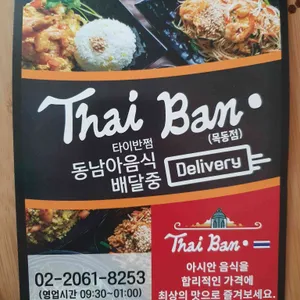 Thai Ban
(목동점)
타이반쩜
동남아음식
배달중
Delivery
Thai Ban
아시안 음식을
합리적인 가격에
최상의 맛으로 즐겨보세요.
02-2061-8253
(영업시간 09:30~01:00)